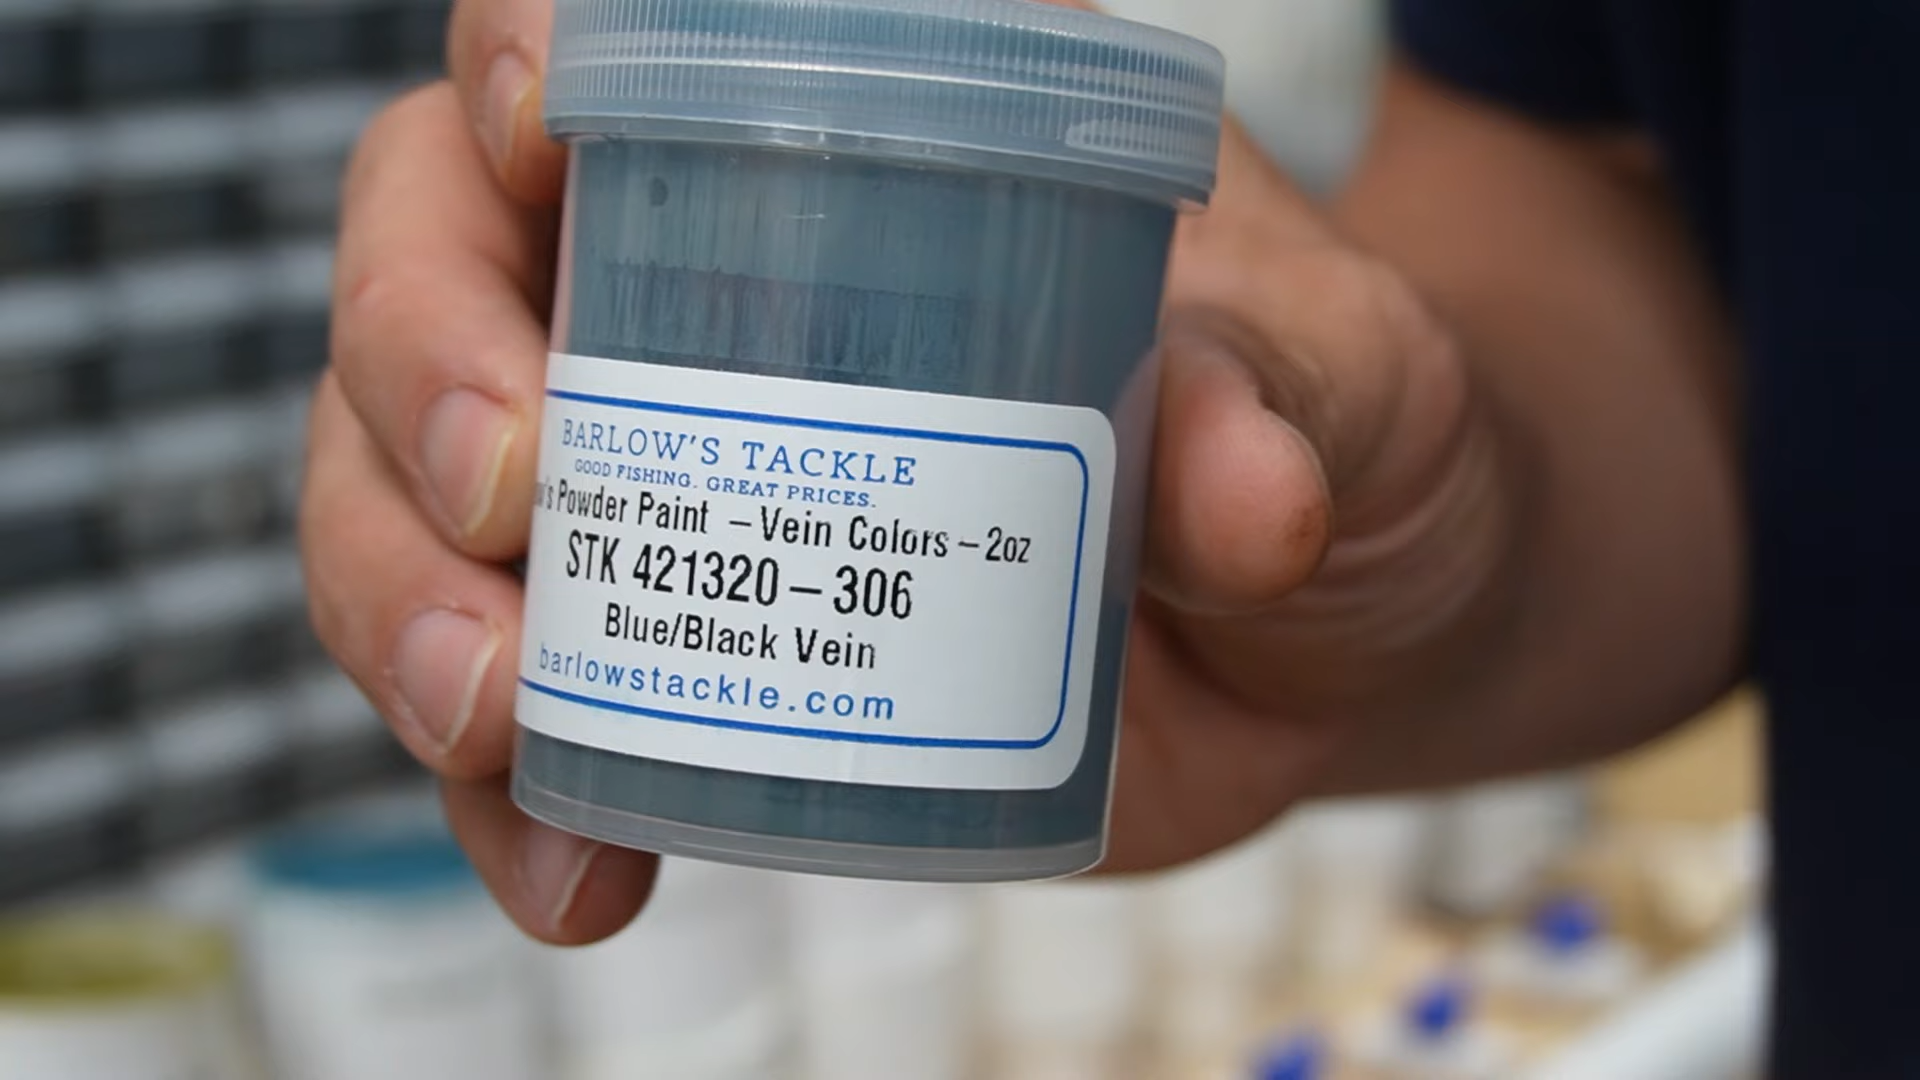 BARLOW'S TACKLE
GOOD FISHING. GREAT PRICES.
Powder Paint – Vein Colors – 2oz
STK 421320 – 306
Blue/Black Vein
barlowstackle.com